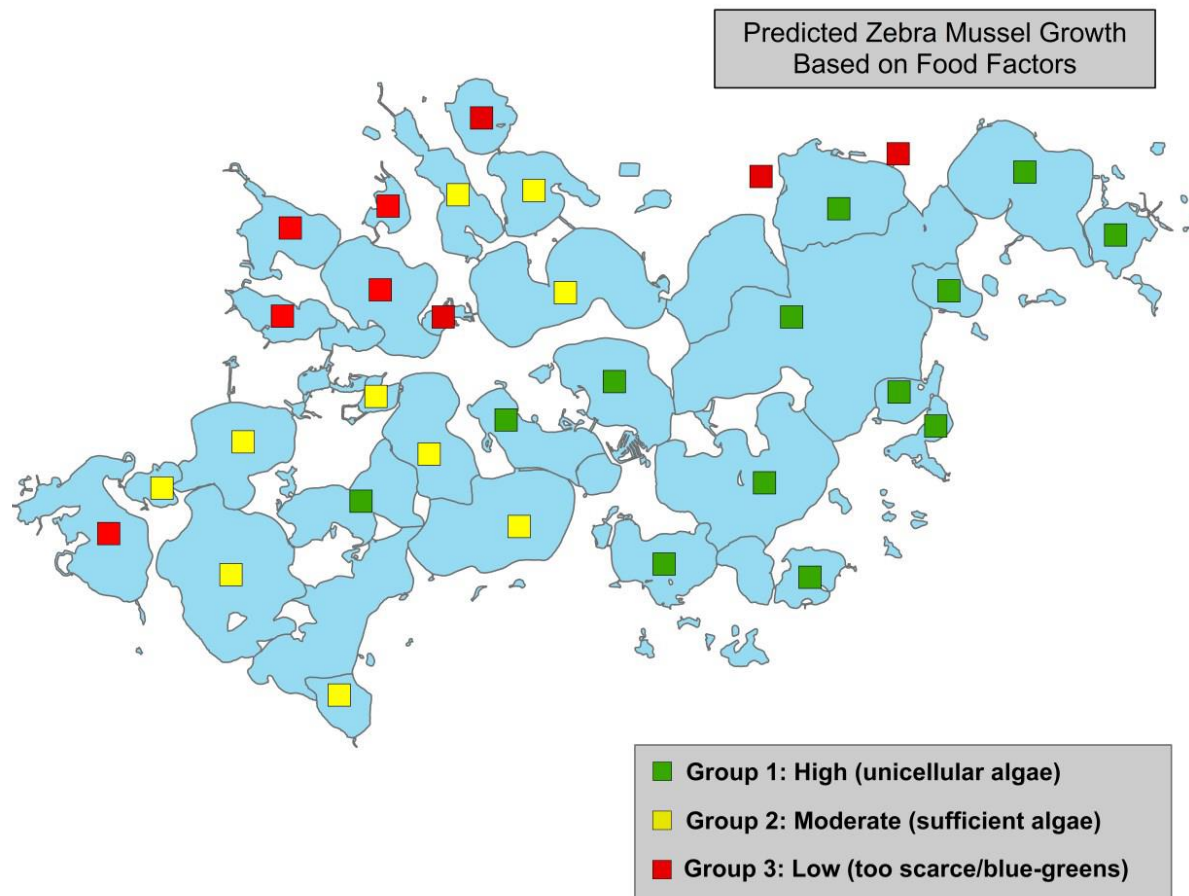 Predicted Zebra Mussel Growth
Based on Food Factors
Group 1: High (unicellular algae)
Group 2: Moderate (sufficient algae)
Group 3: Low (too scarce/blue-greens)